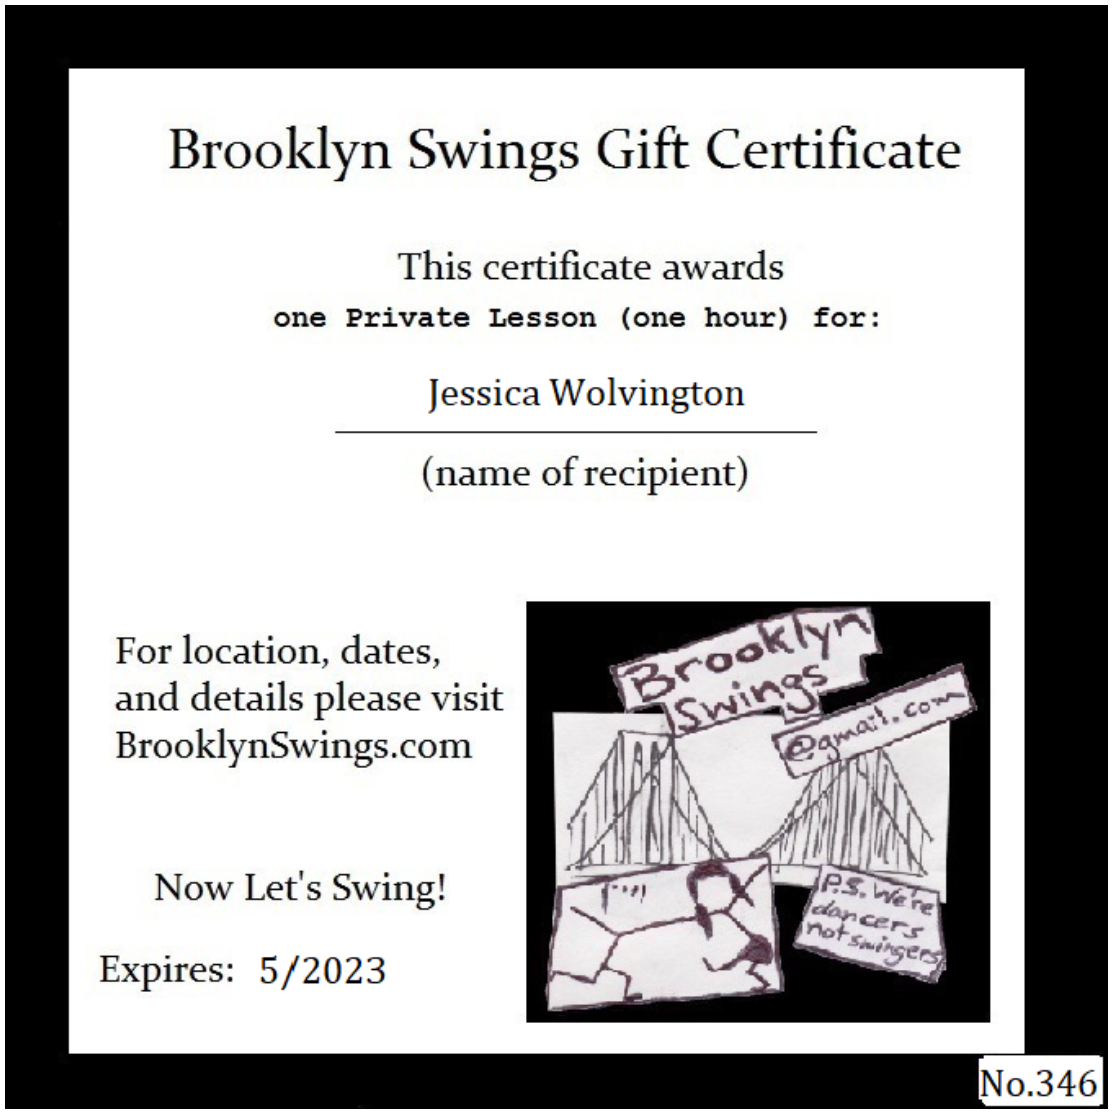 Brooklyn Swings Gift Certificate
This certificate awards
one Private Lesson (one hour) for:
Jessica Wolvington
(name of recipient)
For location, dates,
and details please visit
BrooklynSwings.com
Now Let's Swing!
Expires: 5/2023
Brooklyn
Swings
@gmail.com
P.S. We're
dancers
not swingers
No.346